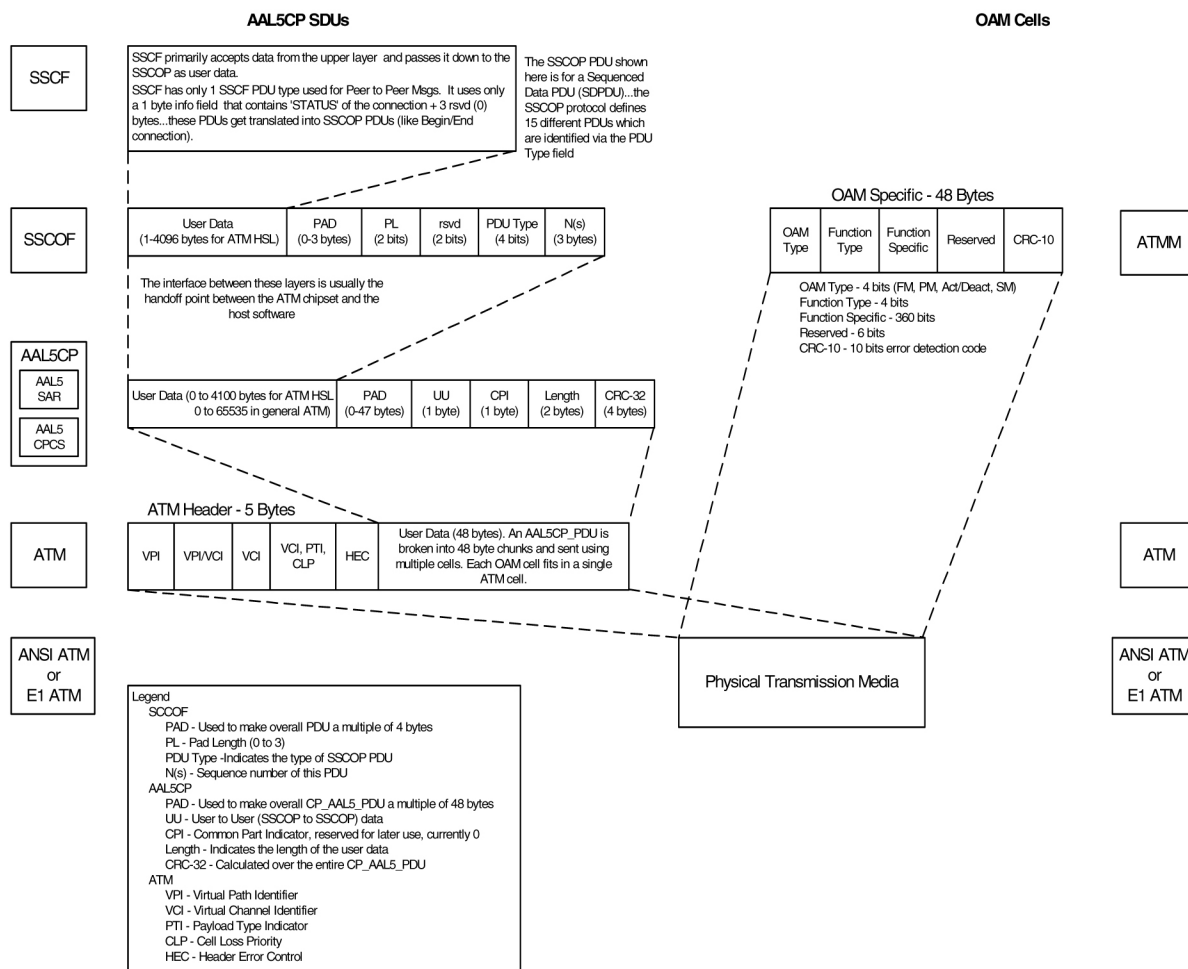 AAL5CP SDUs
OAM Cells
SSCF
SSCF primarily accepts data from the upper layer and passes it down to the
SSCOP as user data.
SSCF has only 1 SSCF PDU type used for Peer to Peer Msgs. It uses only
a 1 byte info field that contains 'STATUS' of the connection + 3 rsvd (0)
bytes...these PDUs get translated into SSCOP PDUs (like Begin/End
connection).
The SSCOP PDU shown
here is for a Sequenced
Data PDU (SDPDU)...the
SSCOP protocol defines
15 different PDUs which
are identified via the PDU
Type field
SSCOF
User Data
(1-4096 bytes for ATM HSL)
PAD
(0-3 bytes)
PL
(2 bits)
rsvd
(2 bits)
PDU Type
(4 bits)
N(s)
(3 bytes)
OAM Specific - 48 Bytes
OAM
Type
Function
Type
Function
Specific
Reserved
CRC-10
ATMM
The interface between these layers is usually the
handoff point between the ATM chipset and the
host software
OAM Type - 4 bits (FM, PM, Act/Deact, SM)
Function Type - 4 bits
Function Specific - 360 bits
Reserved - 6 bits
CRC-10 - 10 bits error detection code
AAL5CP
AAL5
SAR
AAL5
CPCS
User Data (0 to 4100 bytes for ATM HSL
0 to 65535 in general ATM)
PAD
(0-47 bytes)
UU
(1 byte)
CPI
(1 byte)
Length
(2 bytes)
CRC-32
(4 bytes)
ATM Header - 5 Bytes
ATM
VPI
VPI/VCI
VCI
VCI, PTI,
CLP
HEC
User Data (48 bytes). An AAL5CP_PDU is
broken into 48 byte chunks and sent using
multiple cells. Each OAM cell fits in a single
ATM cell.
ATM
ANSI ATM
or
E1 ATM
Physical Transmission Media
ANSI ATM
or
E1 ATM
Legend
SCCOF
PAD - Used to make overall PDU a multiple of 4 bytes
PL - Pad Length (0 to 3)
PDU Type -Indicates the type of SSCOP PDU
N(s) - Sequence number of this PDU
AAL5CP
PAD - Used to make overall CP_AAL5_PDU a multiple of 48 bytes
UU - User to User (SSCOP to SSCOP) data
CPI - Common Part Indicator, reserved for later use, currently 0
Length - Indicates the length of the user data
CRC-32 - Calculated over the entire CP_AAL5_PDU
ATM
VPI - Virtual Path Identifier
VCI - Virtual Channel Identifier
PTI - Payload Type Indicator
CLP - Cell Loss Priority
HEC - Header Error Control